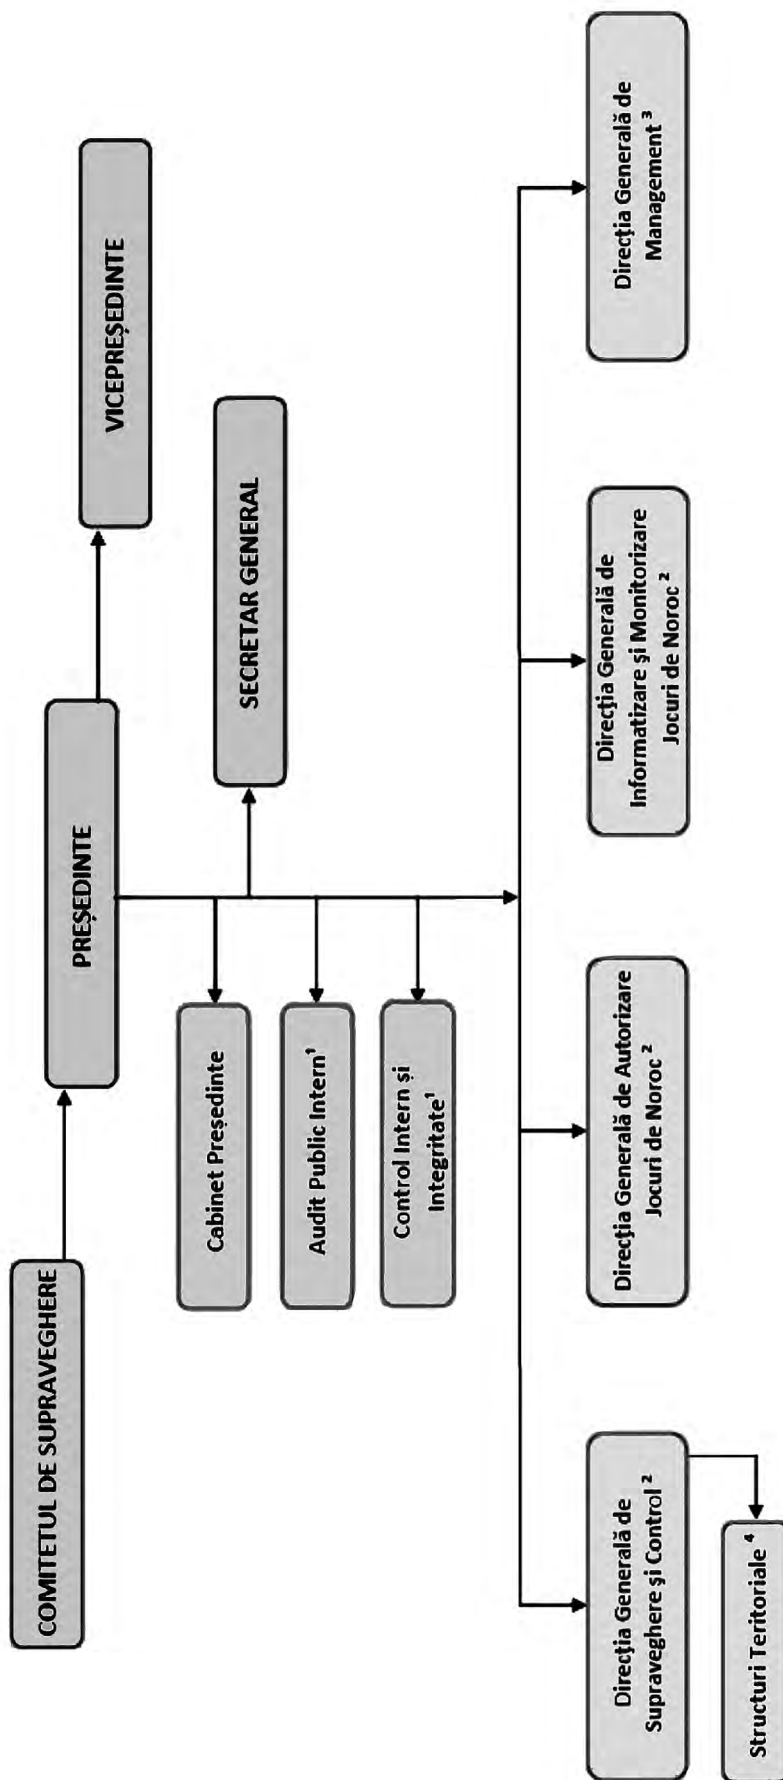 COMITETUL DE SUPRAVEGHERE
PREȘEDINTE
VICEPREȘEDINTE
SECRETAR GENERAL
Cabinet Președinte
Audit Public Intern¹
Control Intern și
Integritate¹
Direcția Generală de
Supraveghere și Control ²
Direcția Generală de Autorizare
Jocuri de Noroc ²
Direcția Generală de
Informatizare și Monitorizare
Jocuri de Noroc ²
Direcția Generală de
Management ³
Structuri Teritoriale ⁴